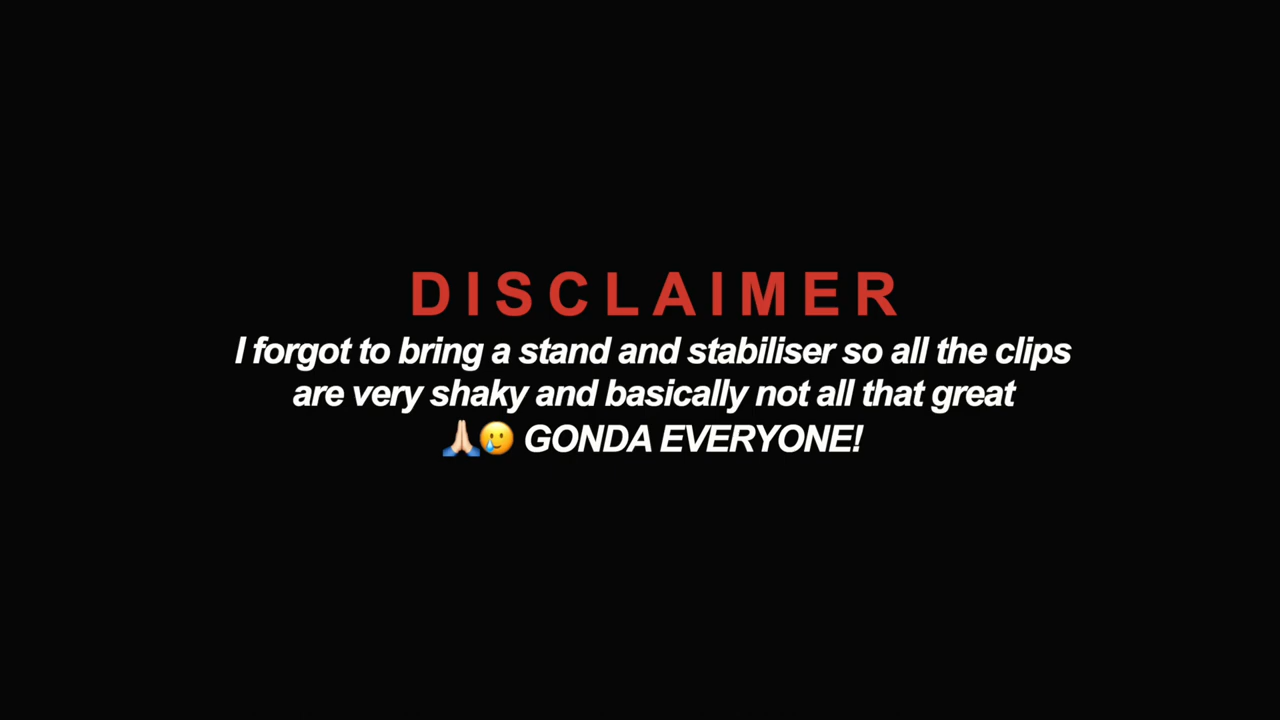 DISCLAIMER
I forgot to bring a stand and stabiliser so all the clips
are very shaky and basically not all that great
🙏🏻🥲 GONDA EVERYONE!